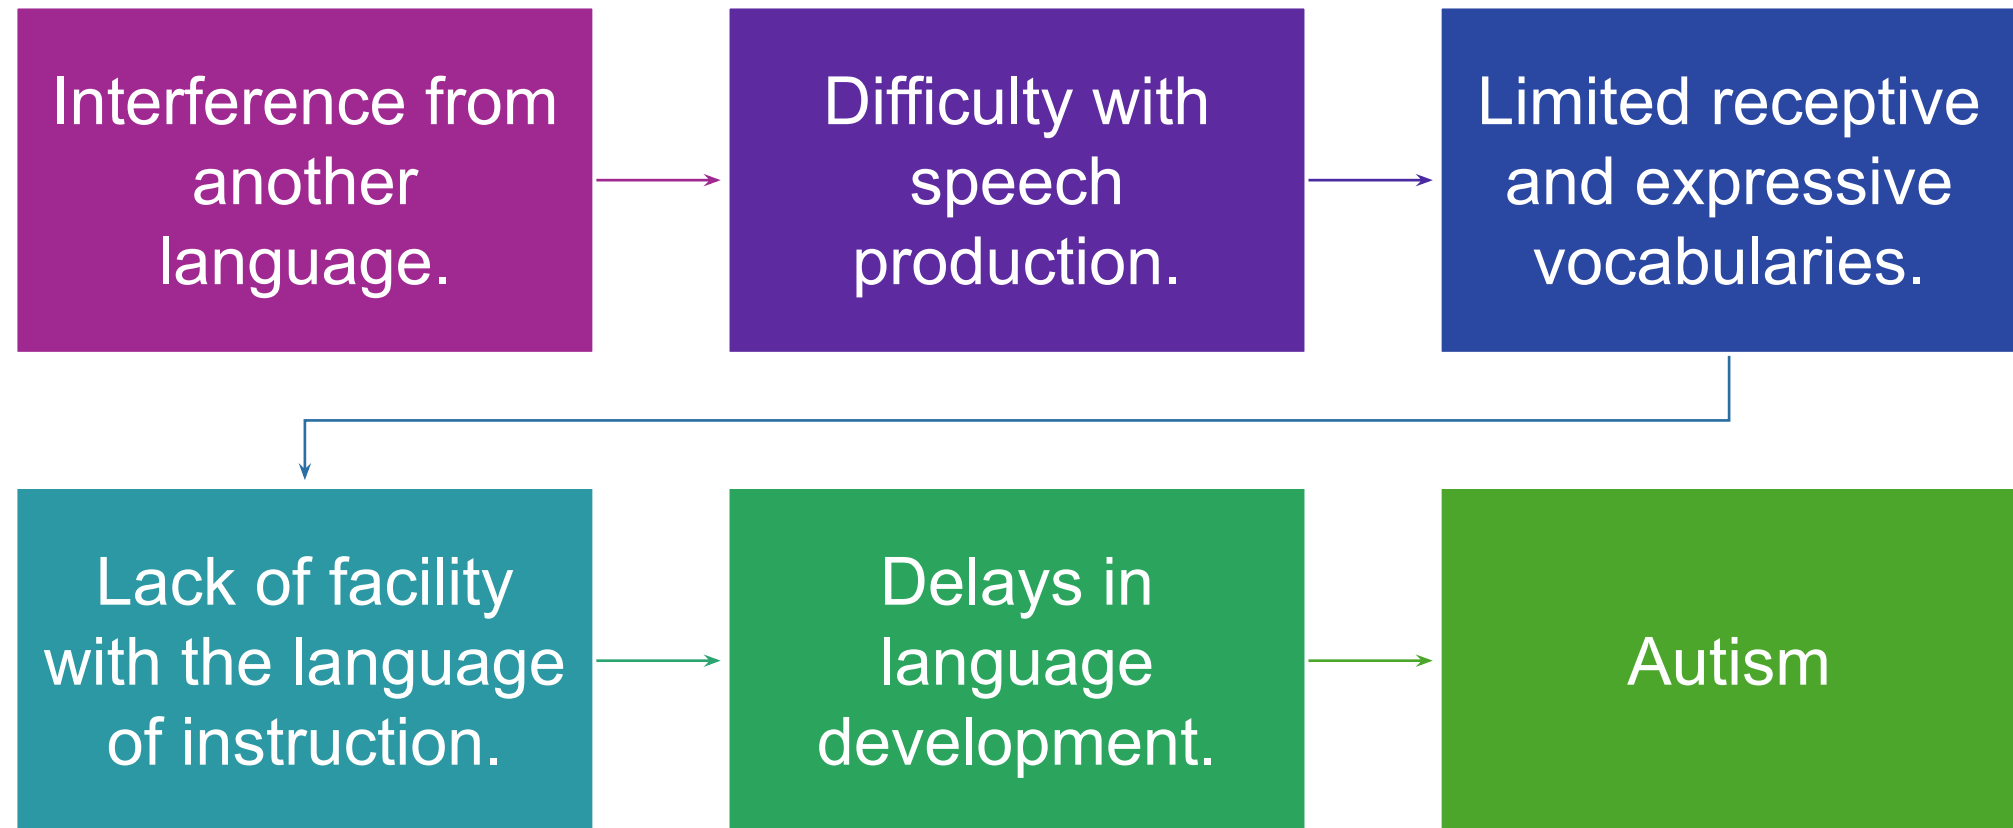 Interference from
another
language.
Difficulty with
speech
production.
Limited receptive
and expressive
vocabularies.
Lack of facility
with the language
of instruction.
Delays in
language
development.
Autism